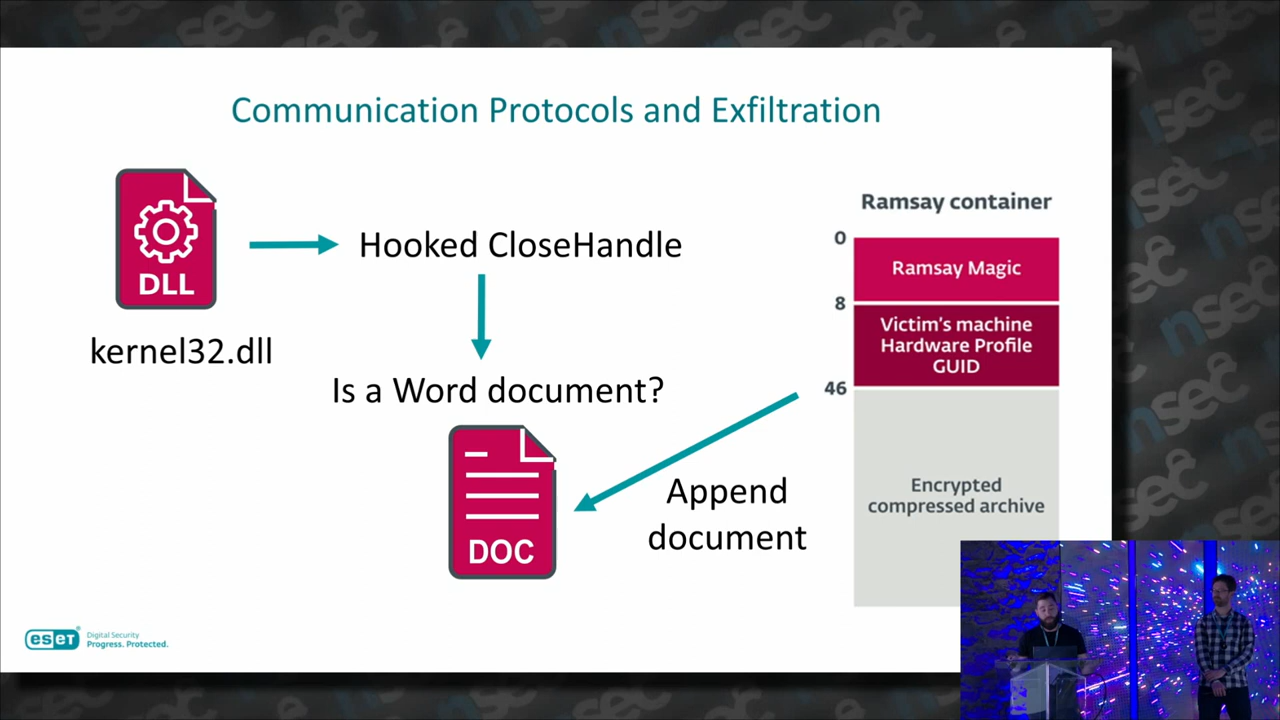 Communication Protocols and Exfiltration
DLL
kernel32.dll
Hooked CloseHandle
Is a Word document?
DOC
Append
document
Ramsay container
0
Ramsay Magic
8
Victim's machine
Hardware Profile
GUID
46
Encrypted
compressed archive
eset
Digital Security
Progress. Protected.
nsec